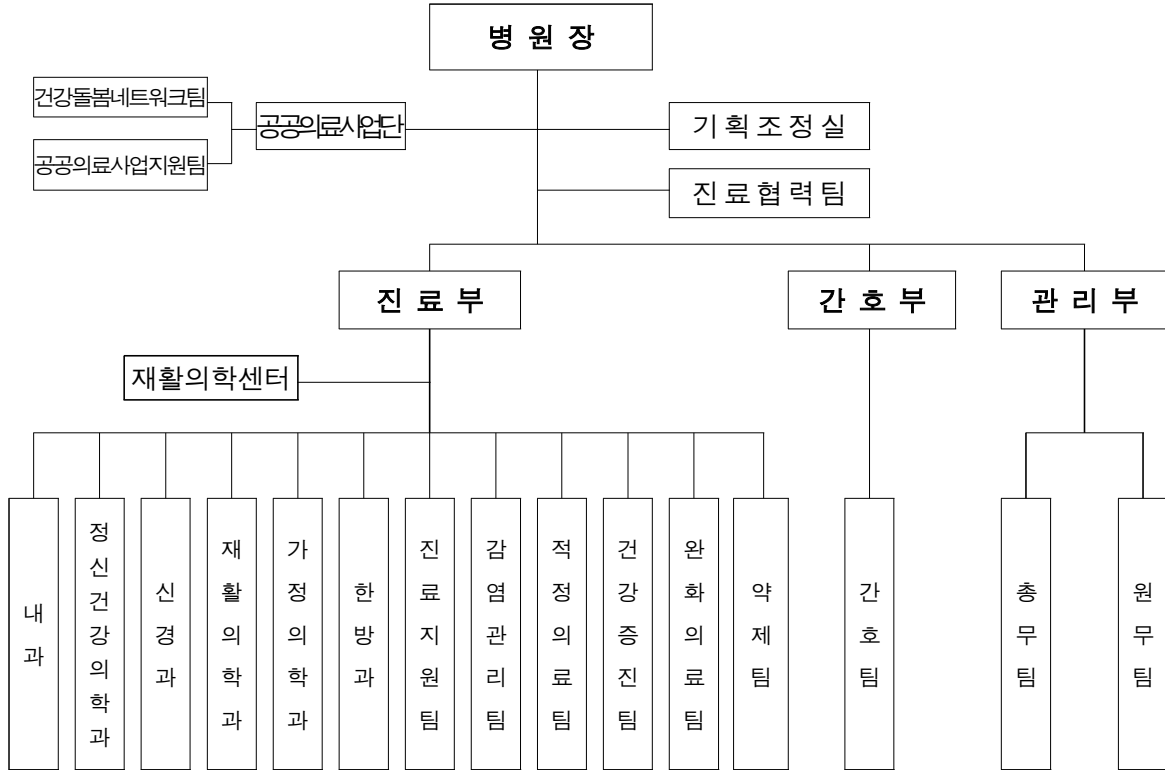 병원장
건강돌봄네트워크팀
공공의료사업단
기획조정실
공공의료사업지원팀
진료협력팀
진료부
간호부
관리부
재활의학센터
내과
정신건강의학과
신경과
재활의학과
가정의학과
한방과
진료지원팀
감염관리팀
적정의료팀
건강증진팀
완화의료팀
약제팀
간호팀
총무팀
원무팀